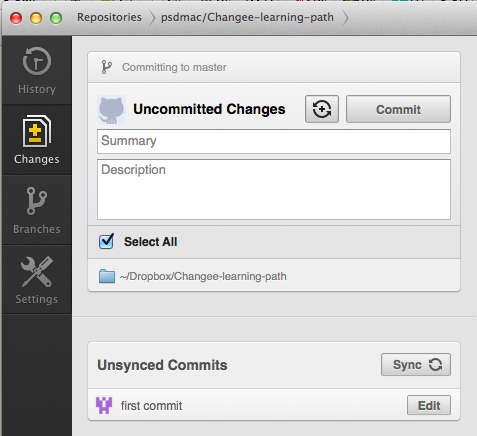 Repositories psdmac/Changee-learning-path
History
Changes
Branches
Settings
Committing to master
Uncommitted Changes
Commit
Summary
Description
Select All
~/Dropbox/Changee-learning-path
Unsynced Commits
Sync
first commit
Edit